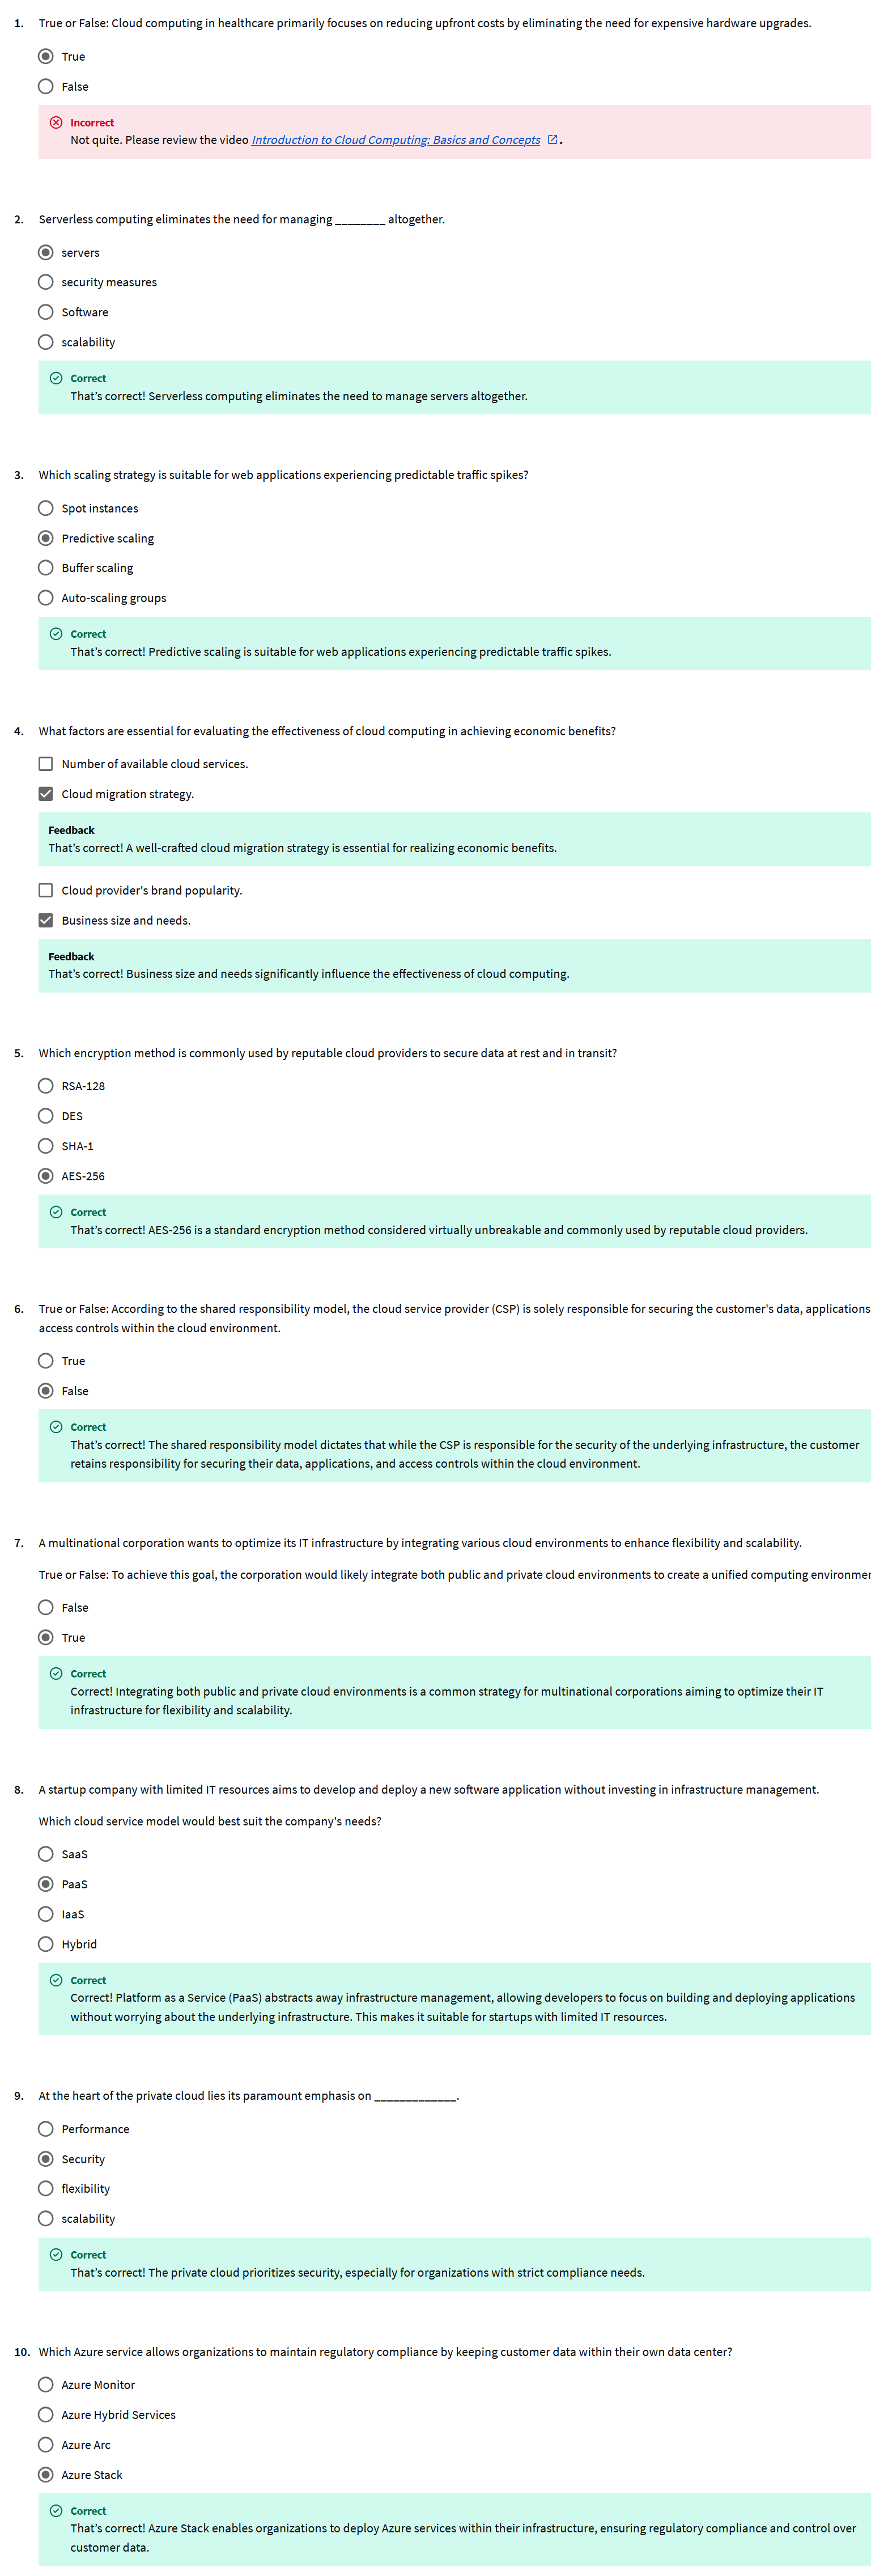 1. True or False: Cloud computing in healthcare primarily focuses on reducing upfront costs by eliminating the need for expensive hardware upgrades.
True
False
Incorrect
Not quite. Please review the video Introduction to Cloud Computing: Basics and Concepts .
2. Serverless computing eliminates the need for managing ________ altogether.
servers
security measures
Software
scalability
Correct
That's correct! Serverless computing eliminates the need to manage servers altogether.
3. Which scaling strategy is suitable for web applications experiencing predictable traffic spikes?
Spot instances
Predictive scaling
Buffer scaling
Auto-scaling groups
Correct
That's correct! Predictive scaling is suitable for web applications experiencing predictable traffic spikes.
4. What factors are essential for evaluating the effectiveness of cloud computing in achieving economic benefits?
Number of available cloud services.
Cloud migration strategy.
Feedback
That's correct! A well-crafted cloud migration strategy is essential for realizing economic benefits.
Cloud provider's brand popularity.
Business size and needs.
Feedback
That's correct! Business size and needs significantly influence the effectiveness of cloud computing.
5. Which encryption method is commonly used by reputable cloud providers to secure data at rest and in transit?
RSA-128
DES
SHA-1
AES-256
Correct
That's correct! AES-256 is a standard encryption method considered virtually unbreakable and commonly used by reputable cloud providers.
6. True or False: According to the shared responsibility model, the cloud service provider (CSP) is solely responsible for securing the customer's data, applications
access controls within the cloud environment.
True
False
Correct
That's correct! The shared responsibility model dictates that while the CSP is responsible for the security of the underlying infrastructure, the customer
retains responsibility for securing their data, applications, and access controls within the cloud environment.
7. A multinational corporation wants to optimize its IT infrastructure by integrating various cloud environments to enhance flexibility and scalability.
True or False: To achieve this goal, the corporation would likely integrate both public and private cloud environments to create a unified computing environmen
False
True
Correct
Correct! Integrating both public and private cloud environments is a common strategy for multinational corporations aiming to optimize their IT
infrastructure for flexibility and scalability.
8. A startup company with limited IT resources aims to develop and deploy a new software application without investing in infrastructure management.
Which cloud service model would best suit the company's needs?
SaaS
PaaS
IaaS
Hybrid
Correct
Correct! Platform as a Service (PaaS) abstracts away infrastructure management, allowing developers to focus on building and deploying applications
without worrying about the underlying infrastructure. This makes it suitable for startups with limited IT resources.
9. At the heart of the private cloud lies its paramount emphasis on _____________.
Performance
Security
flexibility
scalability
Correct
That's correct! The private cloud prioritizes security, especially for organizations with strict compliance needs.
10. Which Azure service allows organizations to maintain regulatory compliance by keeping customer data within their own data center?
Azure Monitor
Azure Hybrid Services
Azure Arc
Azure Stack
Correct
That's correct! Azure Stack enables organizations to deploy Azure services within their infrastructure, ensuring regulatory compliance and control over
customer data.